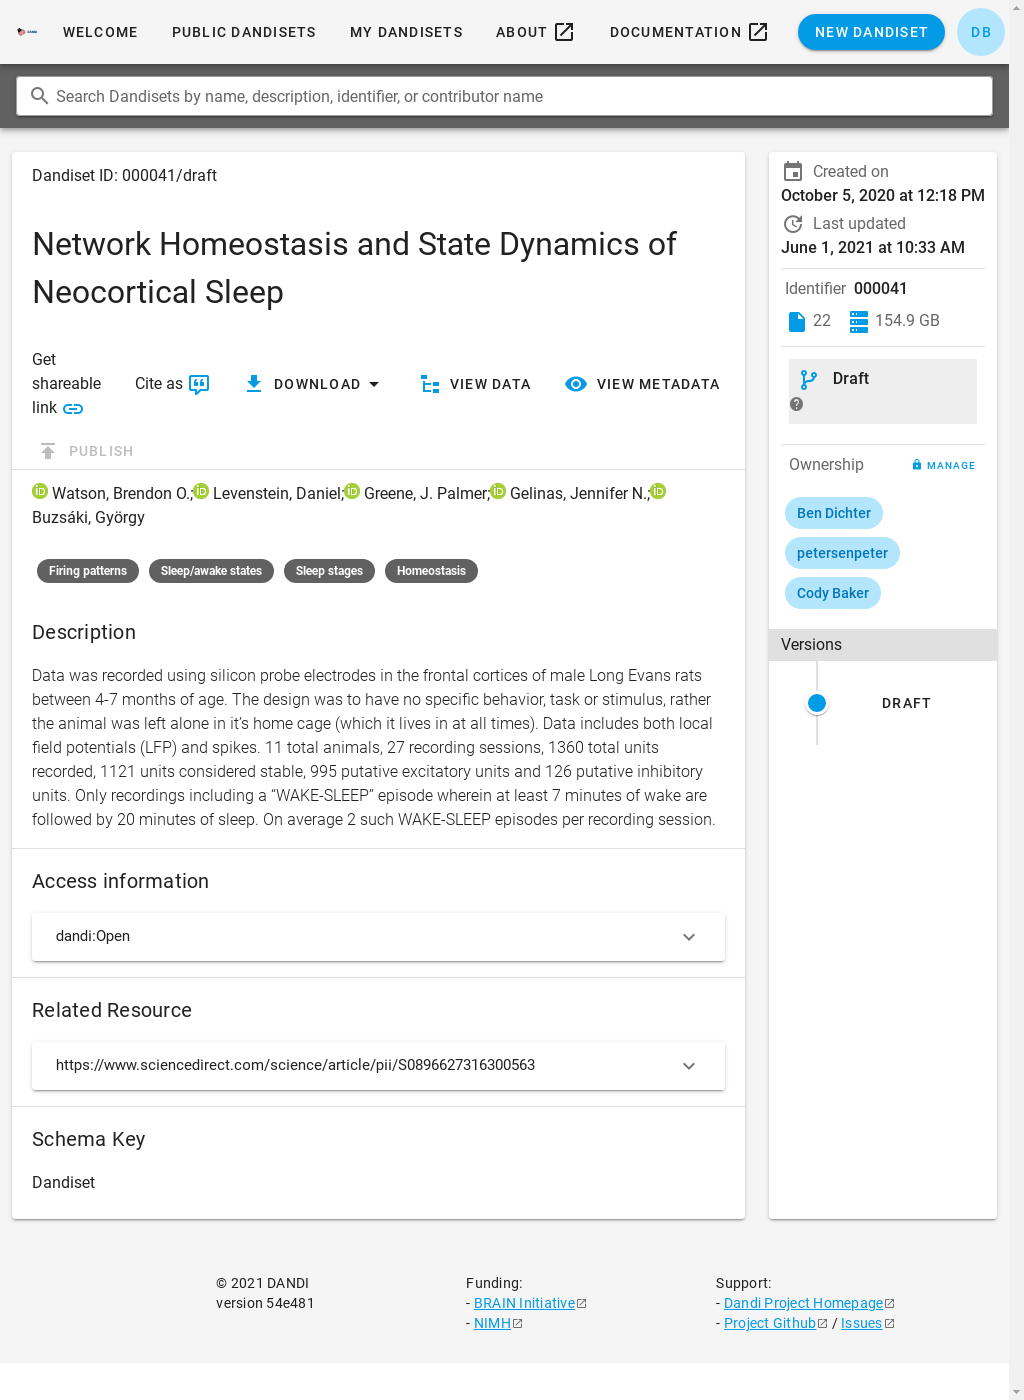 WELCOME PUBLIC DANDISETS MY DANDISETS ABOUT DOCUMENTATION NEW DANDISET DB
Search Dandisets by name, description, identifier, or contributor name
Dandiset ID: 000041/draft
Network Homeostasis and State Dynamics of
Neocortical Sleep
Get
shareable
link
Cite as
DOWNLOAD
VIEW DATA
VIEW METADATA
PUBLISH
Watson, Brendon O.; Levenstein, Daniel; Greene, J. Palmer; Gelinas, Jennifer N.;
Buzsáki, György
Firing patterns Sleep/awake states Sleep stages Homeostasis
Description
Data was recorded using silicon probe electrodes in the frontal cortices of male Long Evans rats
between 4-7 months of age. The design was to have no specific behavior, task or stimulus, rather
the animal was left alone in it’s home cage (which it lives in at all times). Data includes both local
field potentials (LFP) and spikes. 11 total animals, 27 recording sessions, 1360 total units
recorded, 1121 units considered stable, 995 putative excitatory units and 126 putative inhibitory
units. Only recordings including a “WAKE-SLEEP” episode wherein at least 7 minutes of wake are
followed by 20 minutes of sleep. On average 2 such WAKE-SLEEP episodes per recording session.
Access information
dandi:Open
Related Resource
https://www.sciencedirect.com/science/article/pii/S0896627316300563
Schema Key
Dandiset
Created on
October 5, 2020 at 12:18 PM
Last updated
June 1, 2021 at 10:33 AM
Identifier 000041
22 154.9 GB
Draft
Ownership MANAGE
Ben Dichter
petersenpeter
Cody Baker
Versions
DRAFT
© 2021 DANDI
version 54e481
Funding:
- BRAIN Initiative
- NIMH
Support:
- Dandi Project Homepage
- Project Github / Issues